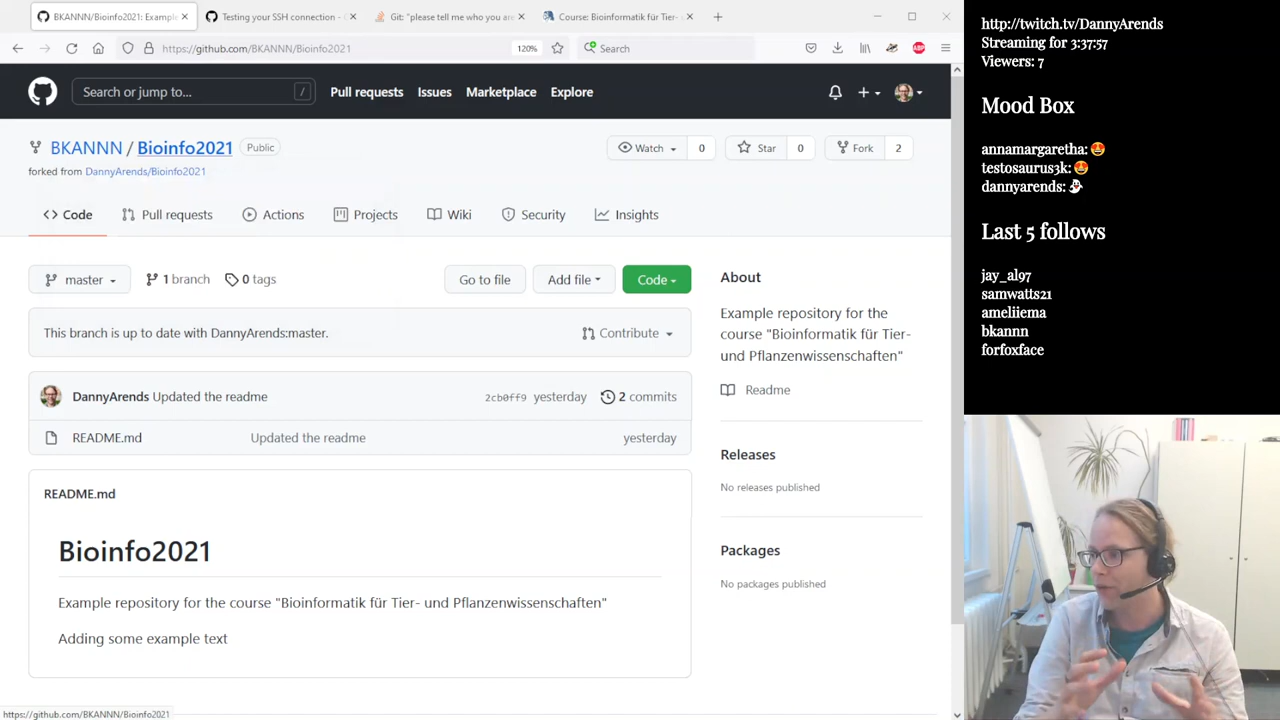 BKANNN/Bioinfo2021: Exampl
Testing your SSH connection - G
Git: "please tell me who you are
Course: Bioinformatik für Tier- u
https://github.com/BKANNN/Bioinfo2021
120%
Search
ABP
Search or jump to...
/
Pull requests
Issues
Marketplace
Explore
BKANNN / Bioinfo2021
Public
Watch
0
Star
0
Fork
2
forked from DannyArends/Bioinfo2021
Code
Pull requests
Actions
Projects
Wiki
Security
Insights
master
1 branch
0 tags
Go to file
Add file
Code
This branch is up to date with DannyArends:master.
Contribute
DannyArends Updated the readme
2cb0ff9 yesterday
2 commits
README.md
Updated the readme
yesterday
README.md
Bioinfo2021
Example repository for the course "Bioinformatik für Tier- und Pflanzenwissenschaften"
Adding some example text
About
Example repository for the
course "Bioinformatik für Tier-
und Pflanzenwissenschaften"
Readme
Releases
No releases published
Packages
No packages published
https://github.com/BKANNN/Bioinfo2021
http://twitch.tv/DannyArends
Streaming for 3:37:57
Viewers: 7
Mood Box
annamargaretha: 🤩
testosaurus3k: 🤩
dannyarends: 👻
Last 5 follows
jay_al97
samwatts21
ameliiema
bkannn
forfoxface